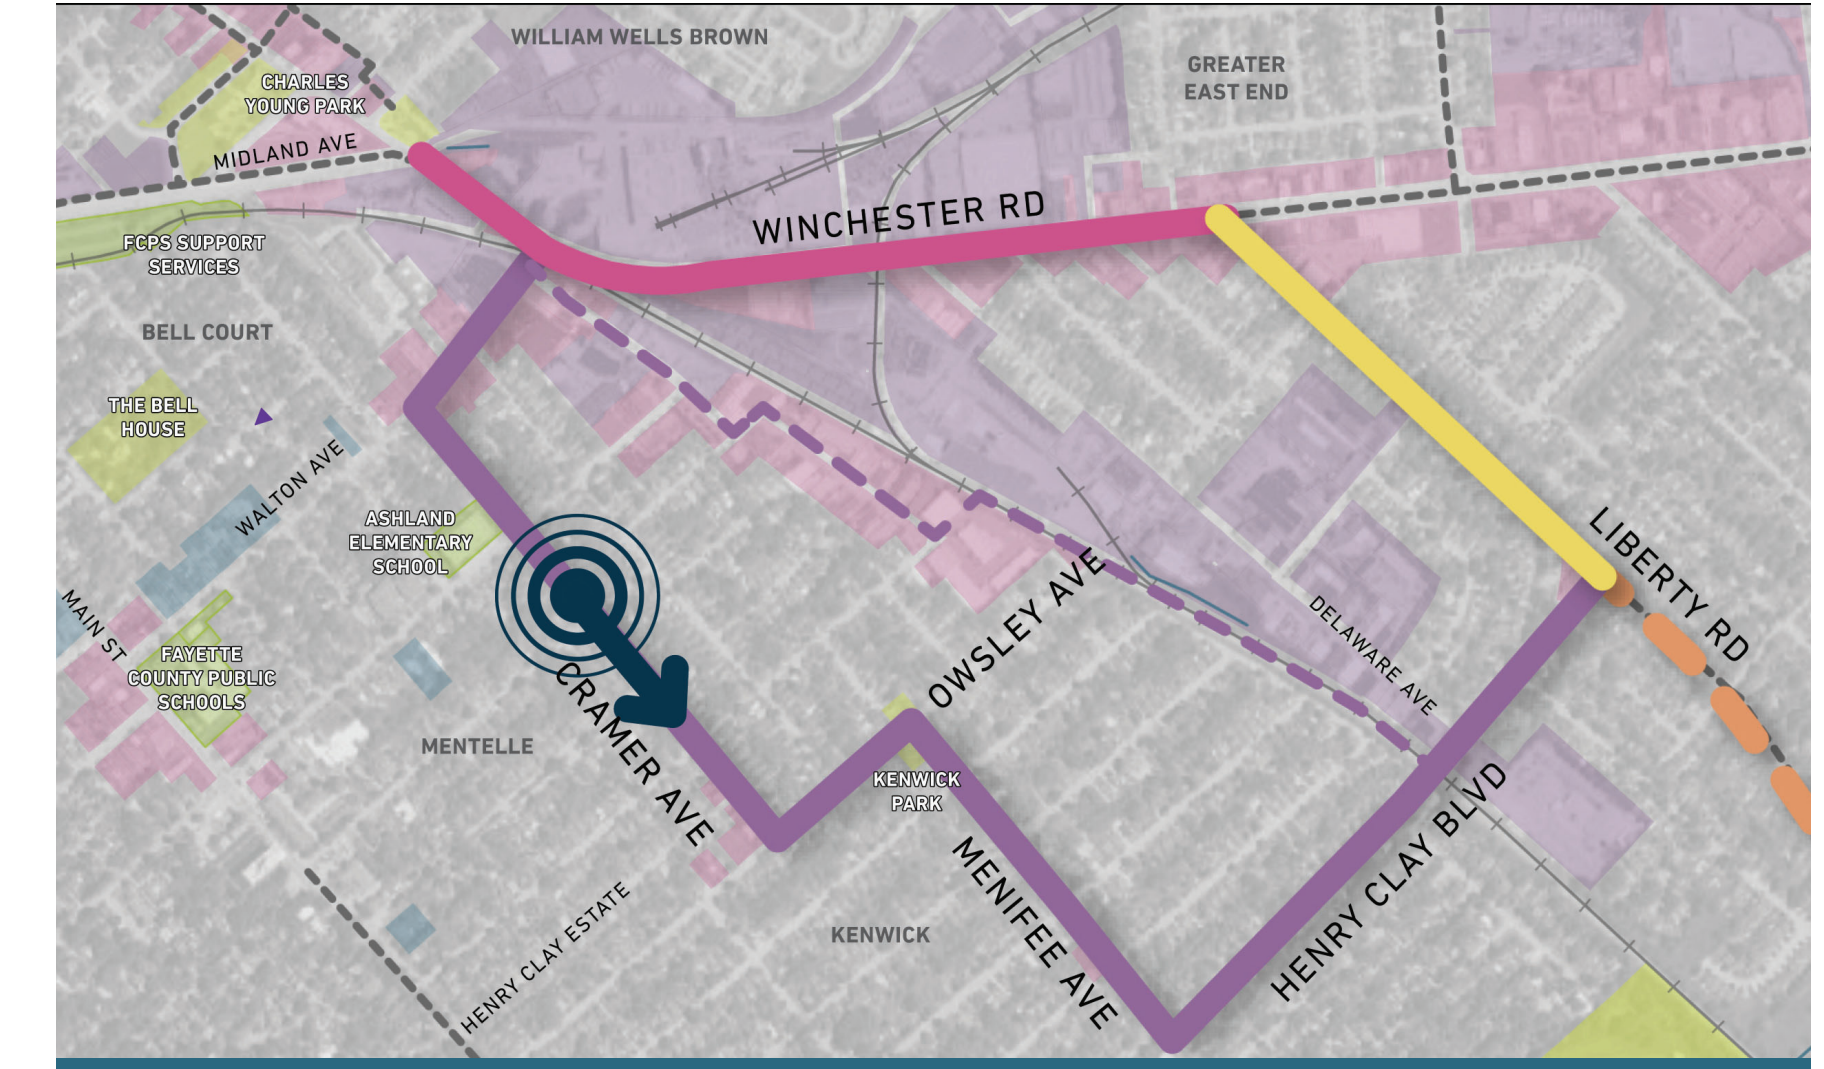 WILLIAM WELLS BROWN
GREATER
EAST END
CHARLES
YOUNG PARK
MIDLAND AVE
WINCHESTER RD
FCPS SUPPORT
SERVICES
BELL COURT
THE BELL
HOUSE
WALTON AVE
ASHLAND
ELEMENTARY
SCHOOL
LIBERTY RD
OWSLEY AVE
DELAWARE AVE
MAIN ST
FAYETTE
COUNTY PUBLIC
SCHOOLS
CRAMER AVE
MENTELLE
KENWICK
PARK
HENRY CLAY BLVD
MENIFEE AVE
HENRY CLAY ESTATE
KENWICK